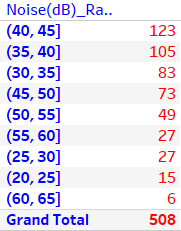 Noise(dB)_Ra..
(40, 45] 123
(35, 40] 105
(30, 35] 83
(45, 50] 73
(50, 55] 49
(55, 60] 27
(25, 30] 27
(20, 25] 15
(60, 65] 6
Grand Total 508